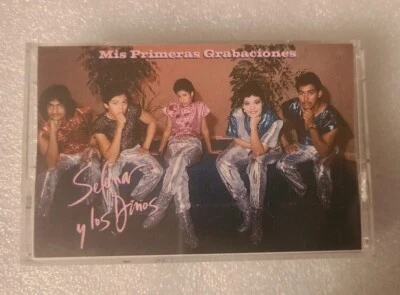 Mis Primeras Grabaciones
Selena
y los Dinos